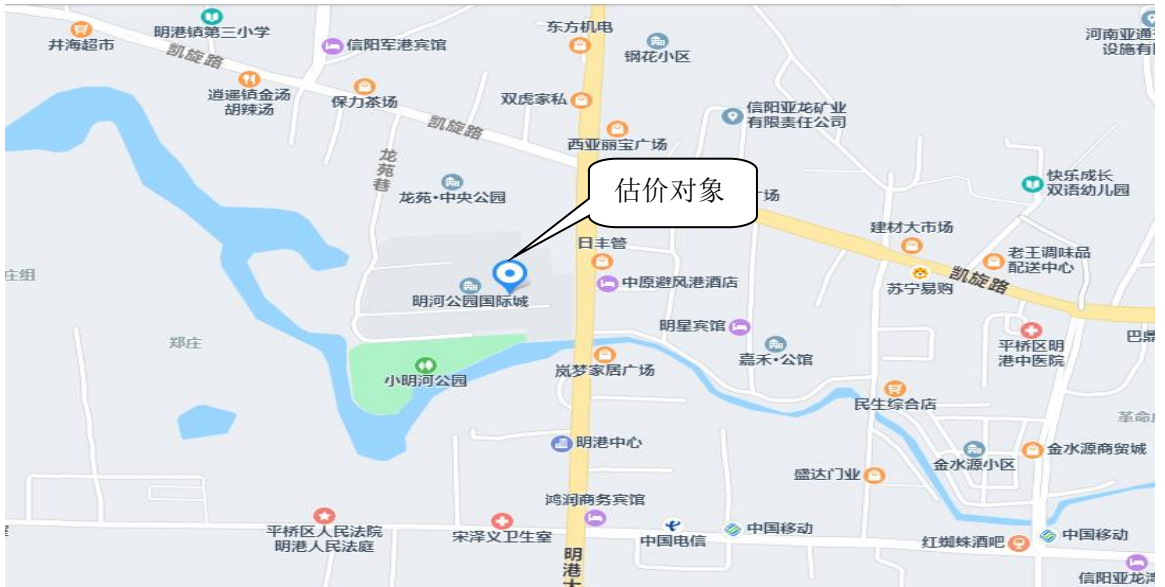 井海超市
明港镇第三小学
凯旋路
信阳军港宾馆
东方机电
钢花小区
河南亚通
设施有
逍遥镇金汤
胡辣汤
保力茶场
双虎家私
凯旋路
信阳亚龙矿业
有限责任公司
西亚丽宝广场
龙苑巷
龙苑·中央公园
估价对象
场
快乐成长
双语幼儿园
建材大市场
日丰管
老王调味品
配送中心
庄组
中原避风港酒店
苏宁易购
凯旋路
明河公园国际城
明星宾馆
平桥区明
港中医院
巴鼎
郑庄
嘉禾·公馆
小明河公园
岚梦家居广场
民生综合店
革命
明港中心
金水源商贸城
金水源小区
盛达门业
鸿润商务宾馆
平桥区人民法院
明港人民法庭
宋泽义卫生室
中国电信
中国移动
红蜘蛛酒吧
中国移动
明港大
信阳亚龙湾